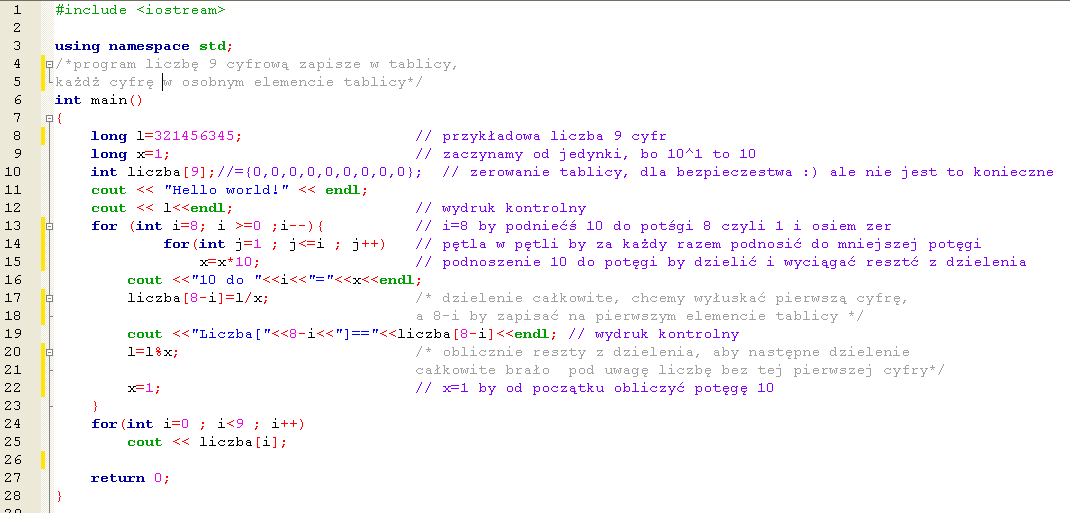 1 #include <iostream>
2
3 using namespace std;
4 /*program liczbę 9 cyfrową zapisze w tablicy,
5 każdż cyfrę w osobnym elemencie tablicy*/
6 int main()
7 {
8 long l=321456345; // przykładowa liczba 9 cyfr
9 long x=1; // zaczynamy od jedynki, bo 10^1 to 10
10 int liczba[9];//={0,0,0,0,0,0,0,0,0}; // zerowanie tablicy, dla bezpieczestwa :) ale nie jest to konieczne
11 cout << "Hello world!" << endl;
12 cout << l<<endl; // wydruk kontrolny
13 for (int i=8; i >=0 ;i--){ // i=8 by podniećś 10 do potśgi 8 czyli 1 i osiem zer
14 for(int j=1 ; j<=i ; j++) // pętla w pętli by za każdy razem podnosić do mniejszej potęgi
15 x=x*10; // podnoszenie 10 do potęgi by dzielić i wyciągać resztć z dzielenia
16 cout <<"10 do "<<i<<"="<<x<<endl;
17 liczba[8-i]=l/x; /* dzielenie całkowite, chcemy wyłuskać pierwszą cyfrę,
18 a 8-i by zapisać na pierwszym elemencie tablicy */
19 cout <<"Liczba["<<8-i<<"]=="<<liczba[8-i]<<endl; // wydruk kontrolny
20 l=l%x; /* oblicznie reszty z dzielenia, aby następne dzielenie
21 całkowite brało pod uwagę liczbę bez tej pierwszej cyfry*/
22 x=1; // x=1 by od początku obliczyć potęgę 10
23 }
24 for(int i=0 ; i<9 ; i++)
25 cout << liczba[i];
26
27 return 0;
28 }